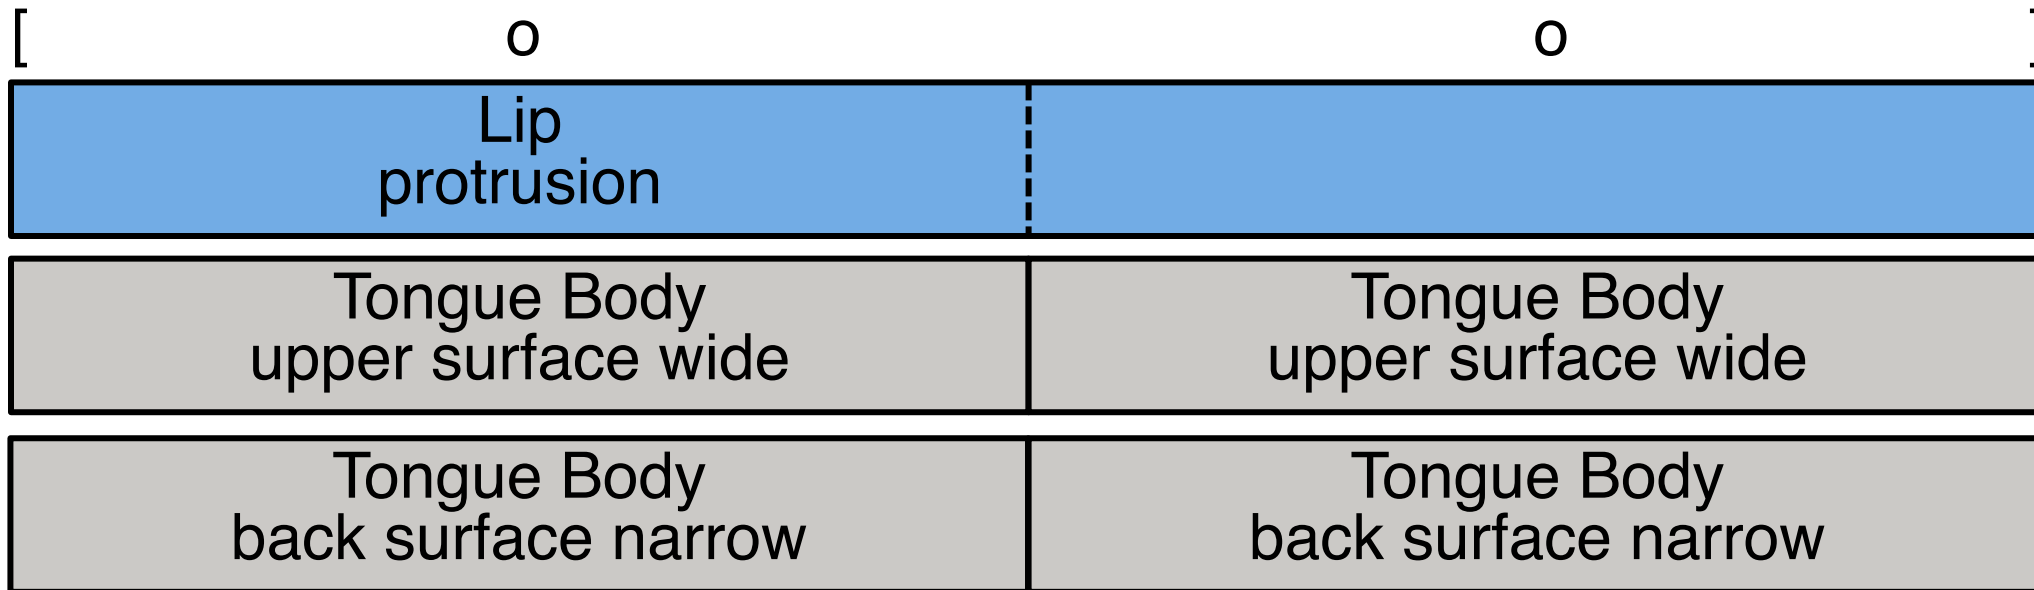 [ o o ]
Lip
protrusion
Tongue Body Tongue Body
upper surface wide upper surface wide
Tongue Body Tongue Body
back surface narrow back surface narrow